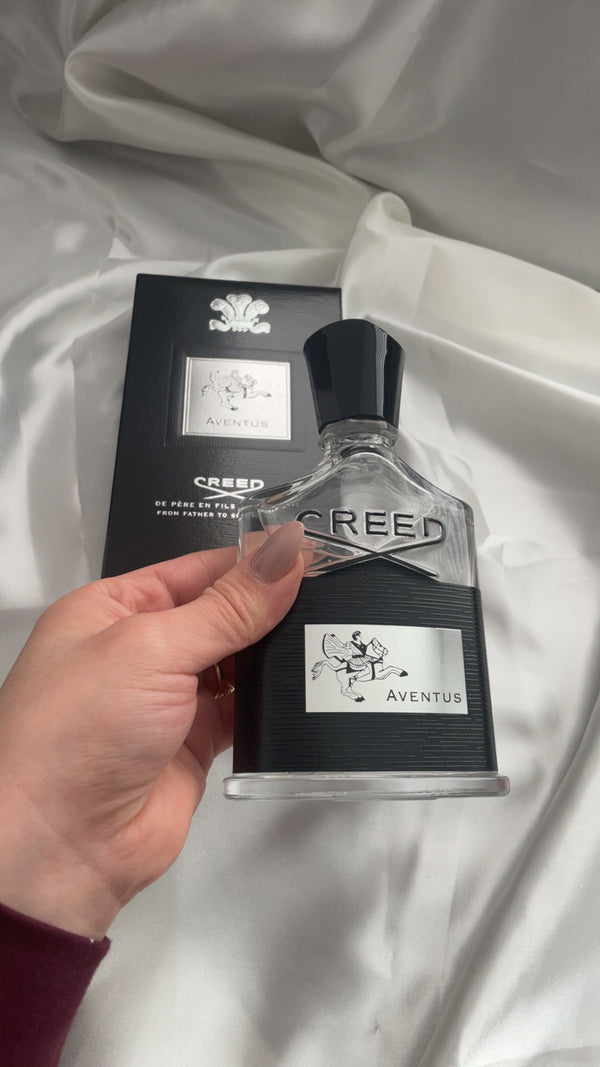 AVENTUS
CREED
DE PÈRE EN FILS
FROM FATHER TO
CREED
AVENTUS